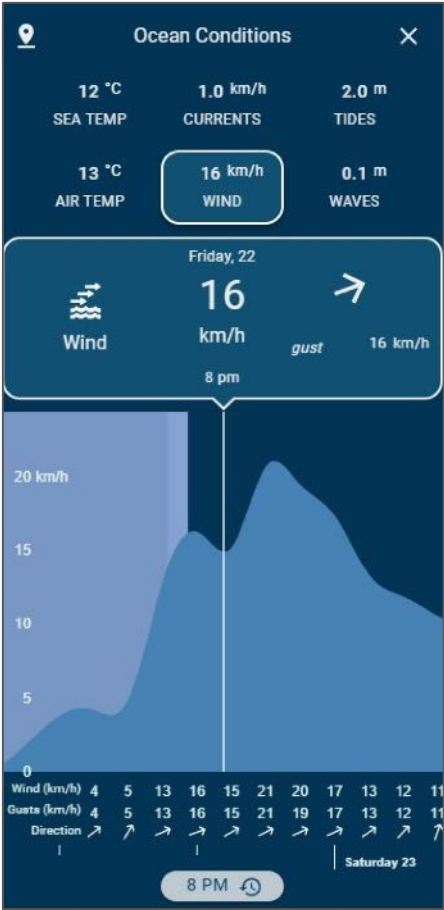 Ocean Conditions
12 °C 1.0 km/h 2.0 m
SEA TEMP CURRENTS TIDES
13 °C 16 km/h 0.1 m
AIR TEMP WIND WAVES
Friday, 22
16
Wind km/h gust 16 km/h
8 pm
20 km/h
15
10
5
0
Wind (km/h) 4 5 13 16 15 21 20 17 13 12 11
Gusts (km/h) 4 5 13 16 15 21 19 17 13 12 11
Direction
Saturday 23
8 PM